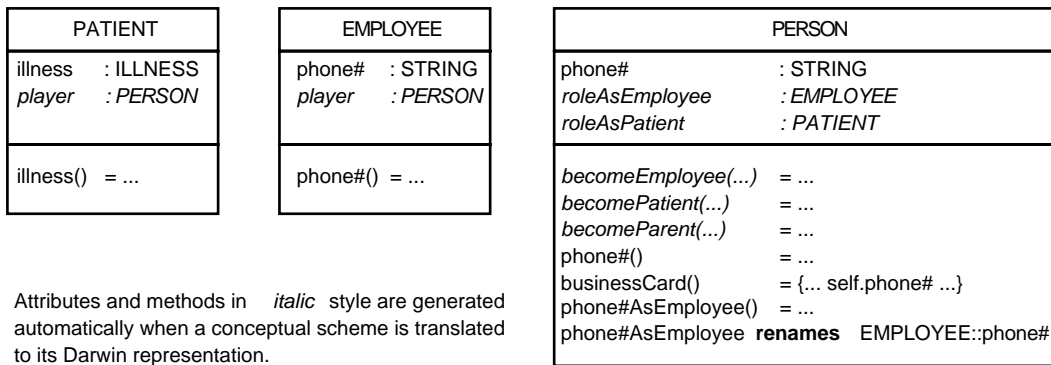 PATIENT
illness : ILLNESS
player : PERSON
illness() = ...
EMPLOYEE
phone# : STRING
player : PERSON
phone#() = ...
PERSON
phone# : STRING
roleAsEmployee : EMPLOYEE
roleAsPatient : PATIENT
becomeEmployee(...) = ...
becomePatient(...) = ...
becomeParent(...) = ...
phone#() = ...
businessCard() = {... self.phone# ...}
phone#AsEmployee() = ...
phone#AsEmployee renames EMPLOYEE::phone#
Attributes and methods in italic style are generated
automatically when a conceptual scheme is translated
to its Darwin representation.